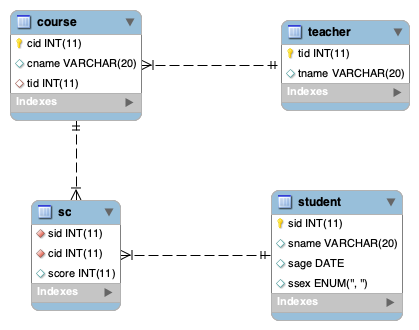 course
cid INT(11)
cname VARCHAR(20)
tid INT(11)
Indexes
teacher
tid INT(11)
tname VARCHAR(20)
Indexes
sc
sid INT(11)
cid INT(11)
score INT(11)
Indexes
student
sid INT(11)
sname VARCHAR(20)
sage DATE
ssex ENUM('', '')
Indexes